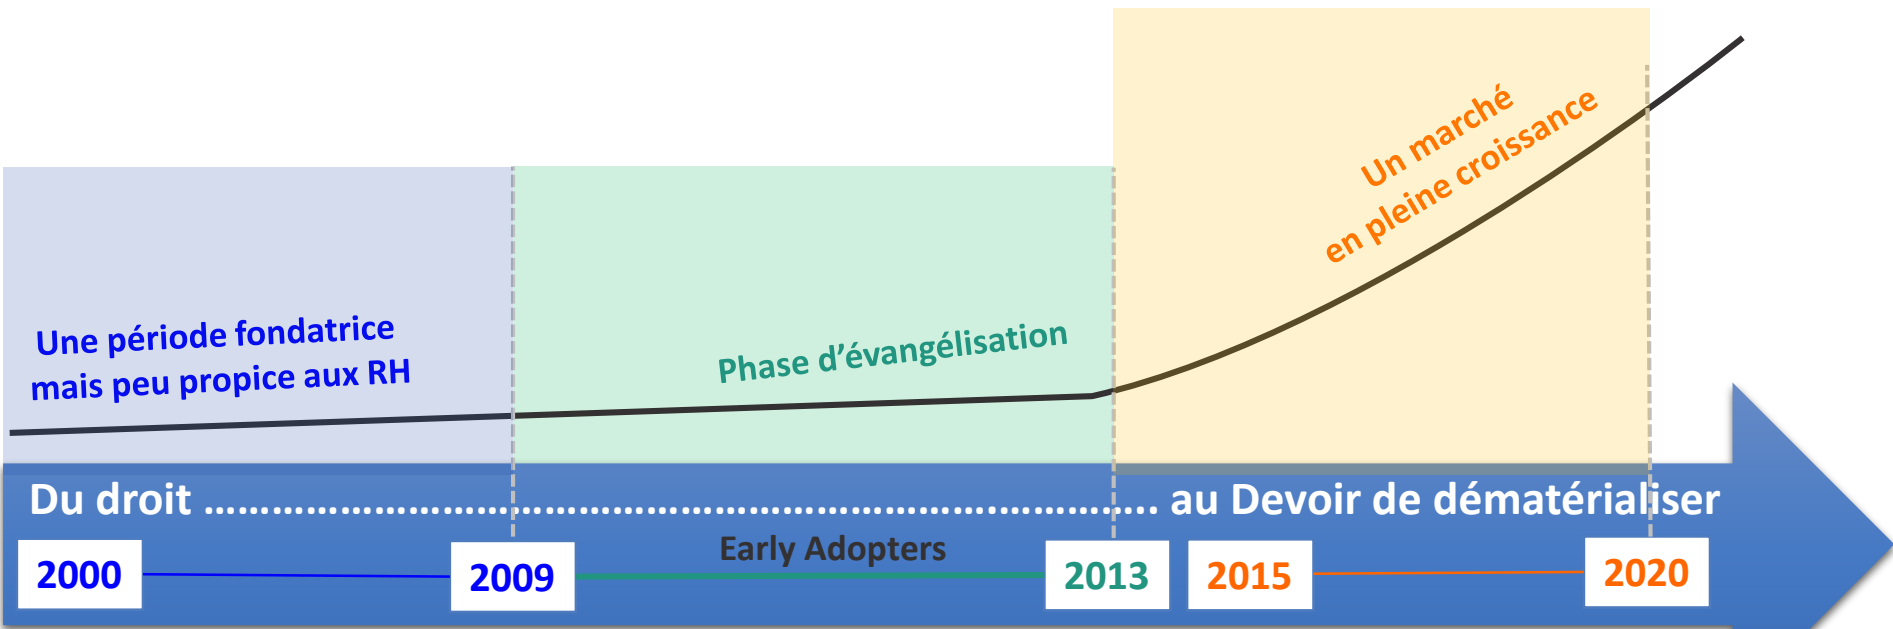 Un marché
en pleine croissance
Une période fondatrice
mais peu propice aux RH
Phase d'évangélisation
Du droit ................................................................................ au Devoir de dématérialiser
Early Adopters
2000
2009
2013
2015
2020